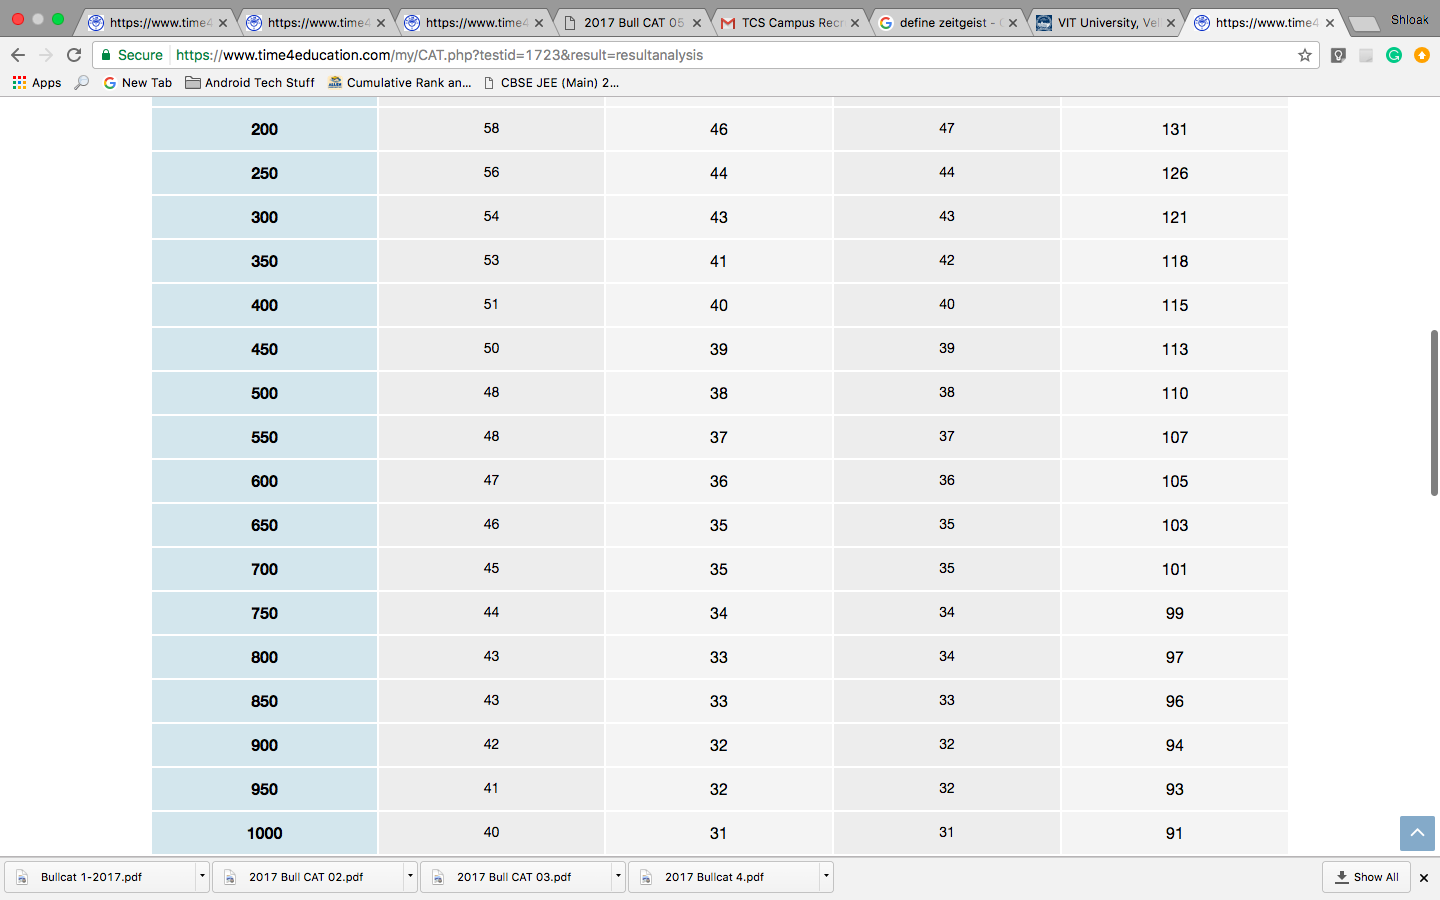 https://www.time4 https://www.time4 https://www.time4 2017 Bull CAT 05 TCS Campus Recr define zeitgeist - VIT University, Vel https://www.time4 Shloak
Secure https://www.time4education.com/my/CAT.php?testid=1723&result=resultanalysis
Apps New Tab Android Tech Stuff Cumulative Rank an... CBSE JEE (Main) 2...
200 58 46 47 131
250 56 44 44 126
300 54 43 43 121
350 53 41 42 118
400 51 40 40 115
450 50 39 39 113
500 48 38 38 110
550 48 37 37 107
600 47 36 36 105
650 46 35 35 103
700 45 35 35 101
750 44 34 34 99
800 43 33 34 97
850 43 33 33 96
900 42 32 32 94
950 41 32 32 93
1000 40 31 31 91
Bullcat 1-2017.pdf 2017 Bull CAT 02.pdf 2017 Bull CAT 03.pdf 2017 Bullcat 4.pdf Show All